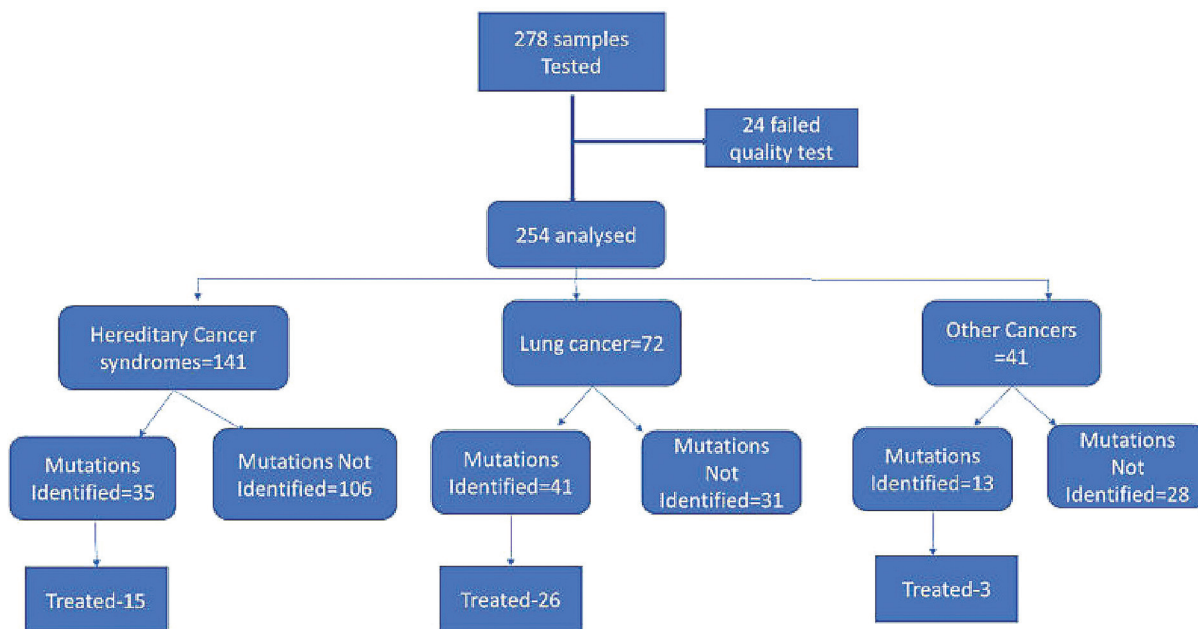 278 samples
Tested
24 failed
quality test
254 analysed
Hereditary Cancer
syndromes=141
Lung cancer=72
Other Cancers
=41
Mutations
Identified=35
Mutations Not
Identified=106
Mutations
Identified=41
Mutations
Not
Identified=31
Mutations
Identified=13
Mutations
Not
Identified=28
Treated-15
Treated-26
Treated-3